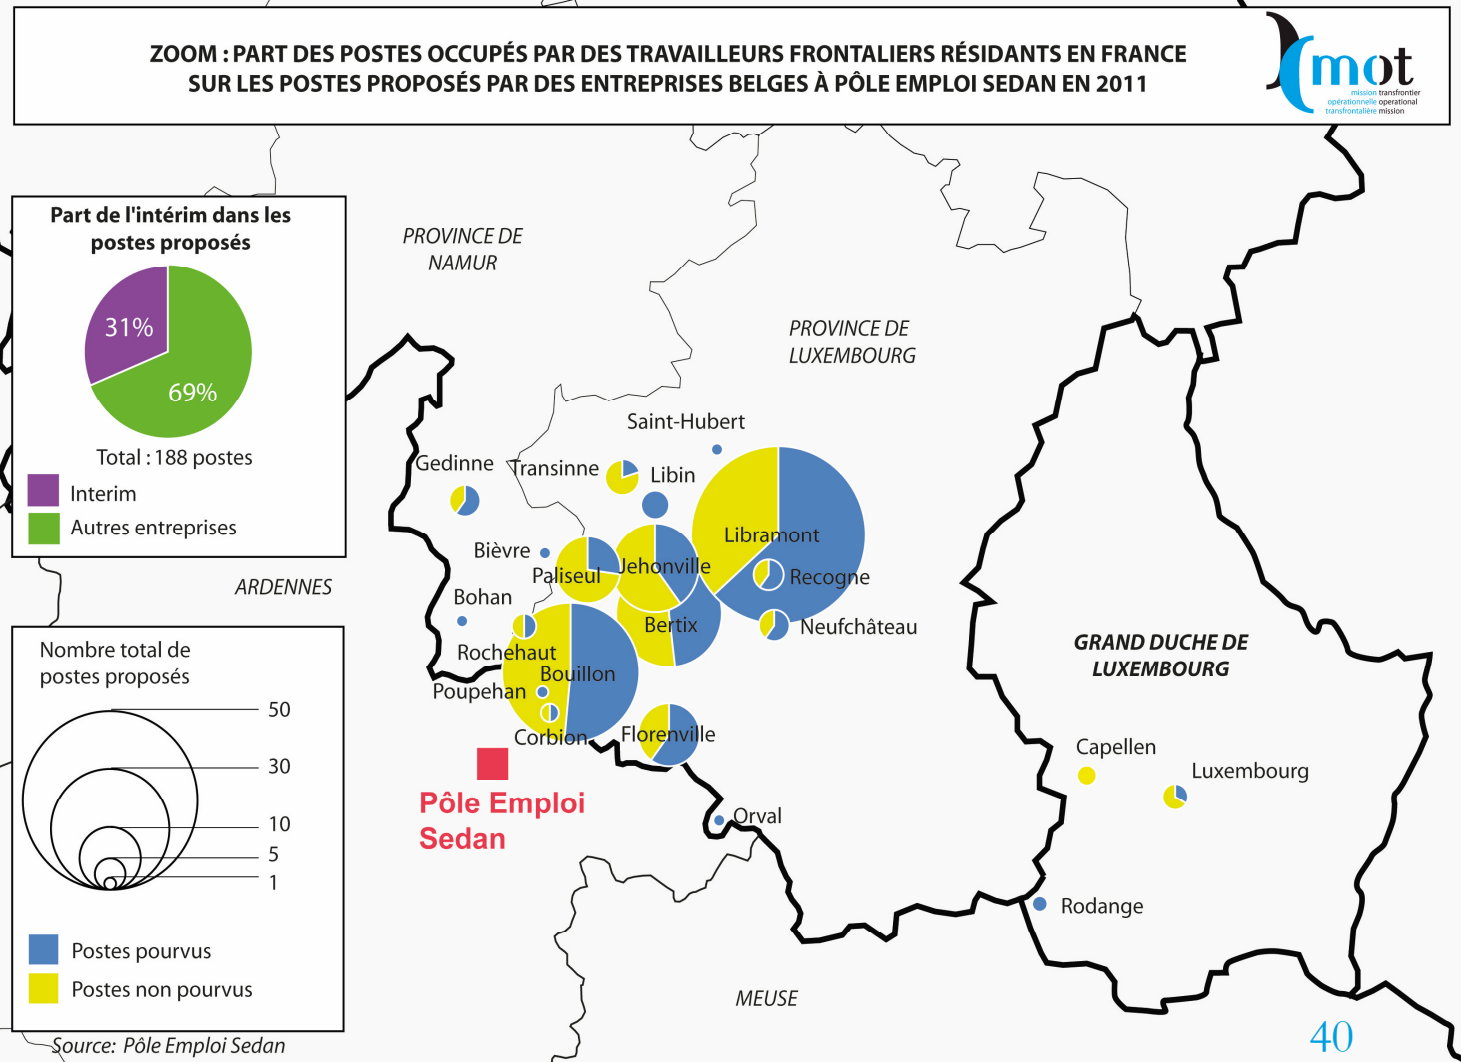 ZOOM : PART DES POSTES OCCUPÉS PAR DES TRAVAILLEURS FRONTALIERS RÉSIDANTS EN FRANCE
SUR LES POSTES PROPOSÉS PAR DES ENTREPRISES BELGES À PÔLE EMPLOI SEDAN EN 2011
mot
mission transfrontier
opérationnelle operational
transfrontalière mission
Part de l'intérim dans les
postes proposés
31%
69%
Total : 188 postes
Interim
Autres entreprises
PROVINCE DE
NAMUR
PROVINCE DE
LUXEMBOURG
Saint-Hubert
Gedinne
Transinne
Libin
Libramont
Bièvre
Paliseul
Jehonville
Recogne
ARDENNES
Bohan
Bertix
Neufchâteau
Rochehaut
Bouillon
Poupehan
Corbion
Florenville
GRAND DUCHE DE
LUXEMBOURG
Capellen
Luxembourg
Pôle Emploi
Sedan
Orval
Rodange
MEUSE
Nombre total de
postes proposés
50
30
10
5
1
Postes pourvus
Postes non pourvus
Source: Pôle Emploi Sedan
40